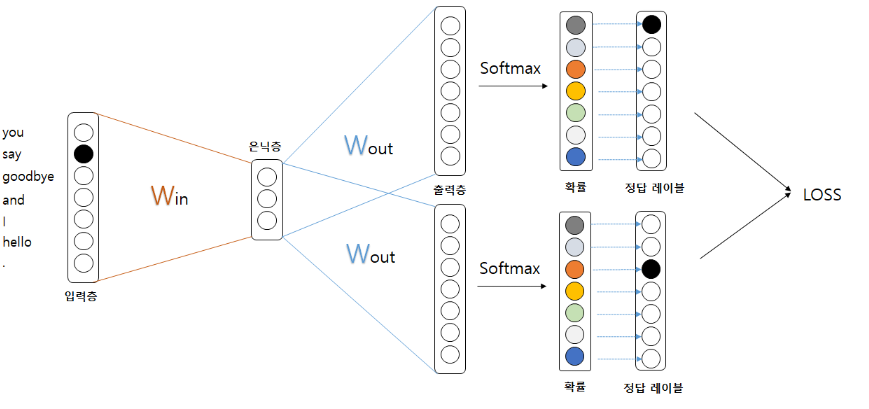 you
say
goodbye
and
I
hello
.
입력층
Win
은닉층
Wout
Wout
출력층
Softmax
확률
정답 레이블
Softmax
확률
정답 레이블
LOSS